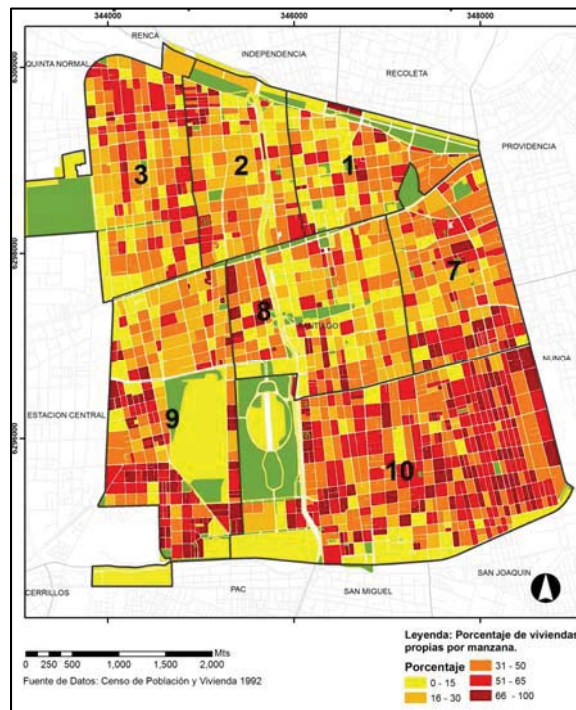 344000 346000 348000
RENCA
INDEPENDENCIA
6300000
QUINTA NORMAL
RECOLETA
PROVIDENCIA
3 2 1
6298000
7
8
SANTIAGO
ÑUÑOA
ESTACION CENTRAL
9
6296000
10
SAN JOAQUIN
CERRILLOS PAC SAN MIGUEL
Mts
0 250 500 1,000 1,500 2,000
Fuente de Datos: Censo de Población y Vivienda 1992
Leyenda: Porcentaje de viviendas
propias por manzana.
Porcentaje
0 - 15
16 - 30
31 - 50
51 - 65
66 - 100